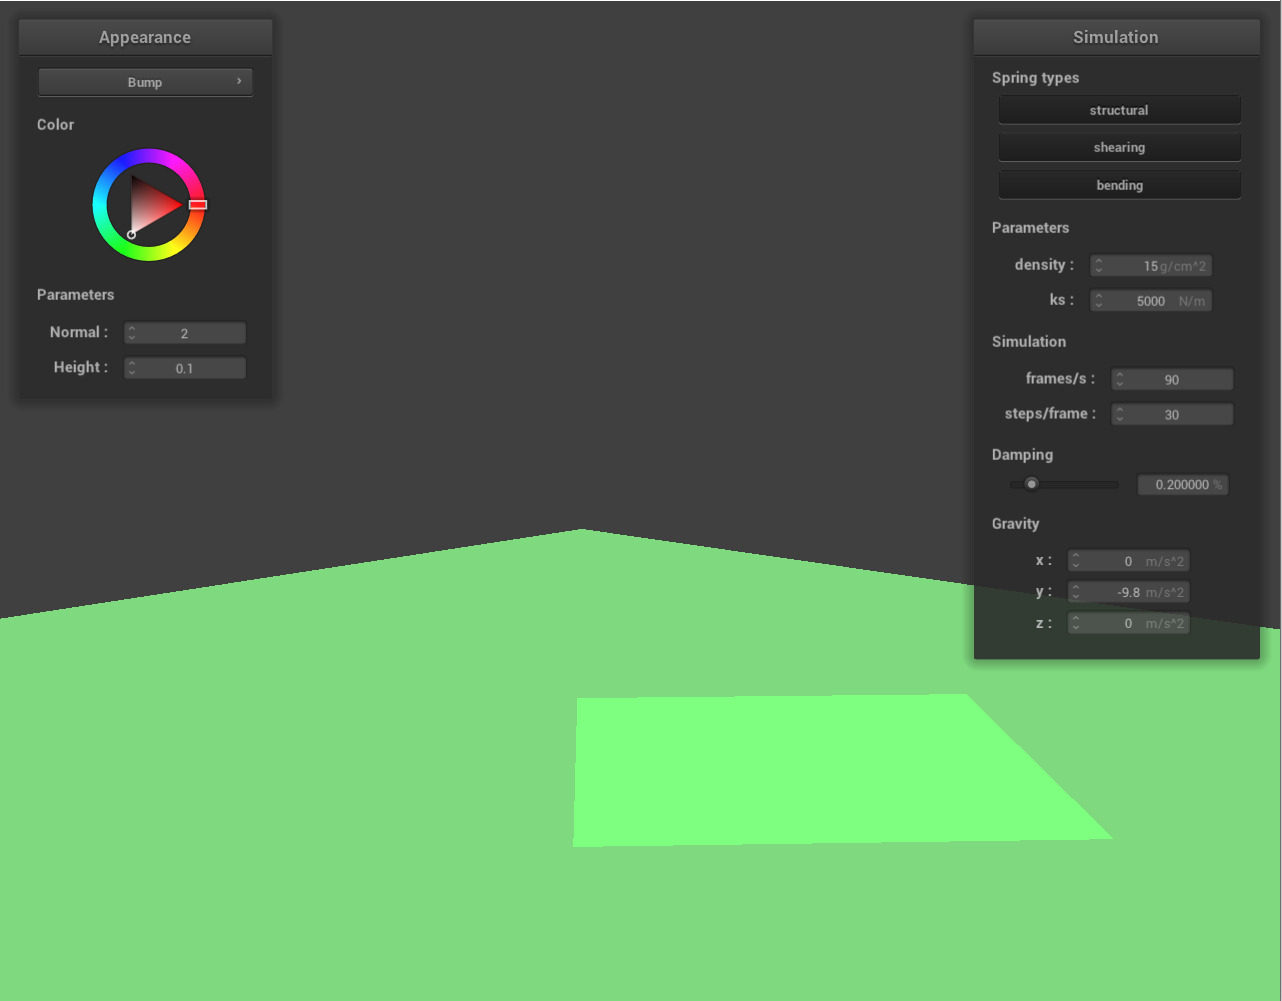 Appearance
Bump
Color
Parameters
Normal : 2
Height : 0.1
Simulation
Spring types
structural
shearing
bending
Parameters
density : 15 g/cm^2
ks : 5000 N/m
Simulation
frames/s : 90
steps/frame : 30
Damping
0.200000 %
Gravity
x : 0 m/s^2
y : -9.8 m/s^2
z : 0 m/s^2